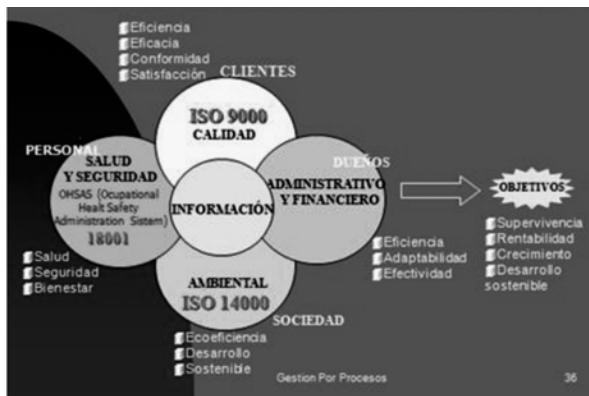 Eficiencia
Eficacia
Conformidad
Satisfacción
CLIENTES
ISO 9000
CALIDAD
PERSONAL
SALUD
Y SEGURIDAD
OHSAS (Ocupational
Healt Safety
Administration Sistem)
18001
Salud
Seguridad
Bienestar
INFORMACIÓN
DUEÑOS
ADMINISTRATIVO
Y FINANCIERO
Eficiencia
Adaptabilidad
Efectividad
OBJETIVOS
Supervivencia
Rentabilidad
Crecimiento
Desarrollo
sostenible
AMBIENTAL
ISO 14000
SOCIEDAD
Ecoeficiencia
Desarrollo
Sostenible
Gestion Por Procesos
36